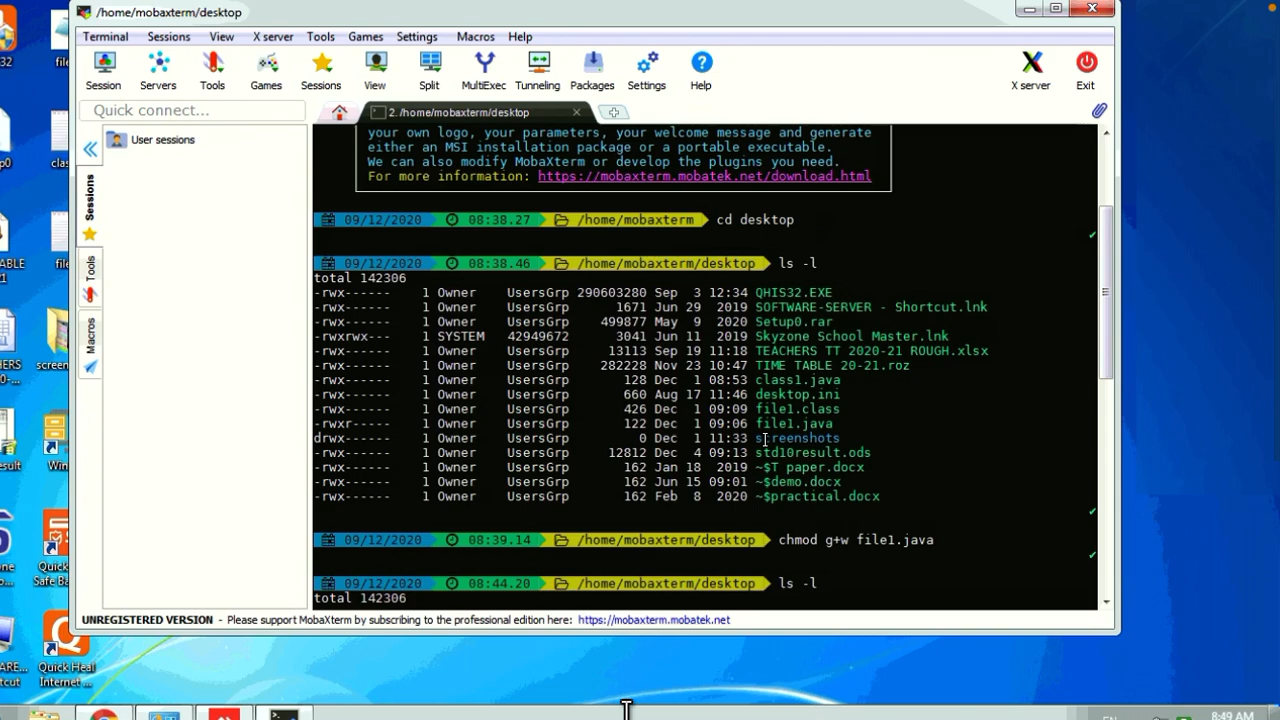 /home/mobaxterm/desktop
Terminal Sessions View X server Tools Games Settings Macros Help
Session Servers Tools Games Sessions View Split MultiExec Tunneling Packages Settings Help X server Exit
Quick connect...
2. /home/mobaxterm/desktop
User sessions
Sessions
Tools
Macros
your own logo, your parameters, your welcome message and generate
either an MSI installation package or a portable executable.
We can also modify MobaXterm or develop the plugins you need.
For more information: https://mobaxterm.mobatek.net/download.html
09/12/2020 08:38.27 /home/mobaxterm cd desktop
09/12/2020 08:38.46 /home/mobaxterm/desktop ls -l
total 142306
-rwx------ 1 Owner UsersGrp 290603280 Sep 3 12:34 QHIS32.EXE
-rwx------ 1 Owner UsersGrp 1671 Jun 29 2019 SOFTWARE-SERVER - Shortcut.lnk
-rwx------ 1 Owner UsersGrp 499877 May 9 2020 Setup0.rar
-rwxrwx--- 1 SYSTEM 42949672 3041 Jun 11 2019 Skyzone School Master.lnk
-rwx------ 1 Owner UsersGrp 13113 Sep 19 11:18 TEACHERS TT 2020-21 ROUGH.xlsx
-rwx------ 1 Owner UsersGrp 282228 Nov 23 10:47 TIME TABLE 20-21.roz
-rwx------ 1 Owner UsersGrp 128 Dec 1 08:53 class1.java
-rwx------ 1 Owner UsersGrp 660 Aug 17 11:46 desktop.ini
-rwx------ 1 Owner UsersGrp 426 Dec 1 09:09 file1.class
-rwxr----- 1 Owner UsersGrp 122 Dec 1 09:06 file1.java
drwx------ 1 Owner UsersGrp 0 Dec 1 11:33 screenshots
-rwx------ 1 Owner UsersGrp 12812 Dec 4 09:13 std10result.ods
-rwx------ 1 Owner UsersGrp 162 Jan 18 2019 ~$T paper.docx
-rwx------ 1 Owner UsersGrp 162 Jun 15 09:01 ~$demo.docx
-rwx------ 1 Owner UsersGrp 162 Feb 8 2020 ~$practical.docx
09/12/2020 08:39.14 /home/mobaxterm/desktop chmod g+w file1.java
09/12/2020 08:44.20 /home/mobaxterm/desktop ls -l
total 142306
UNREGISTERED VERSION - Please support MobaXterm by subscribing to the professional edition here: https://mobaxterm.mobatek.net
32
file
p0
clas
ABLE
21
file
HERS
0-...
screen
esult
Win
Quick
Safe Ba
ARE...
tcut
Quick Heal
Internet ...
EN
8:49 AM